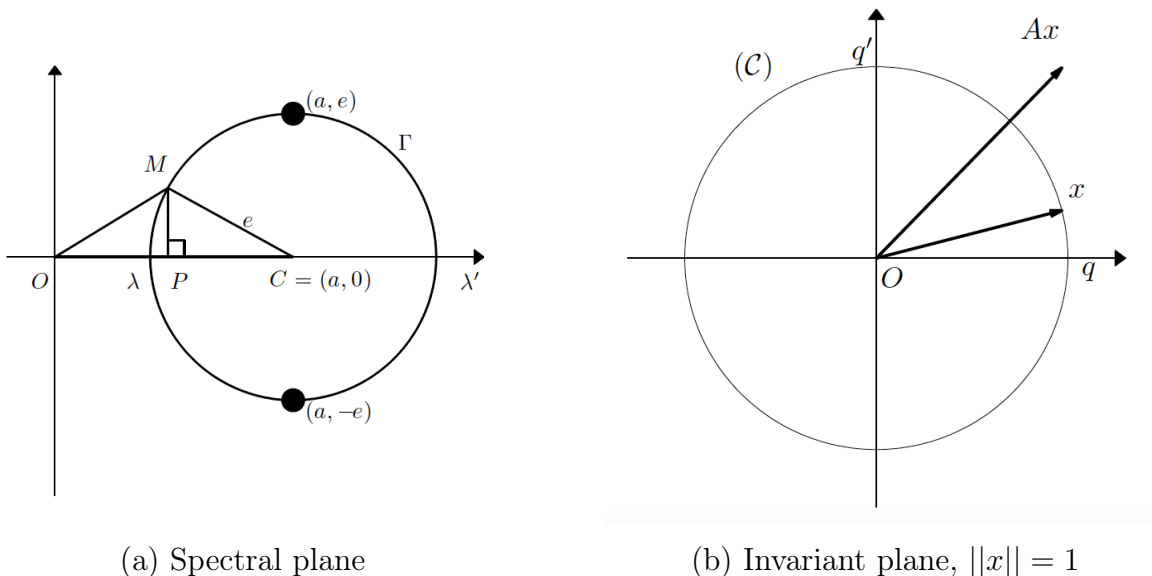 (a, e)
Γ
M
e
O
λ
P
C = (a, 0)
λ′
(a, −e)
(a) Spectral plane
Ax
q′
(𝒞)
x
O
q
(b) Invariant plane, ||x|| = 1